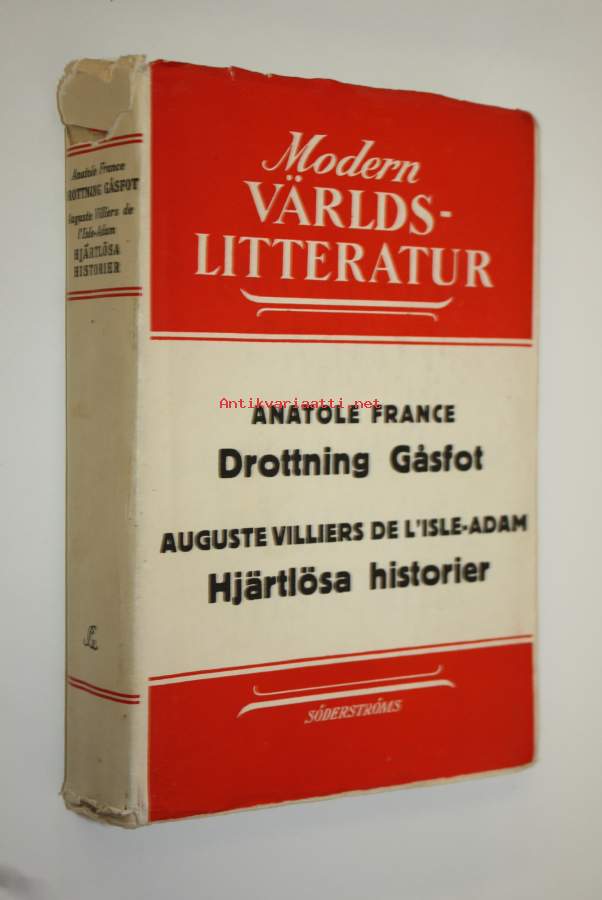 Anatole France
DROTTNING GÅSFOT
Auguste Villiers de
l'Isle-Adam
HJÄRTLÖSA
HISTORIER
Modern
VÄRLDS-
LITTERATUR
Antikvariaatti.net
ANATOLE FRANCE
Drottning Gåsfot
AUGUSTE VILLIERS DE L'ISLE-ADAM
Hjärtlösa historier
SÖDERSTRÖMS